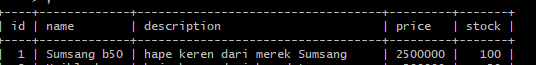 id | name | description | price | stock |
1 | Sumsang b50 | hape keren dari merek Sumsang | 2500000 | 100 |